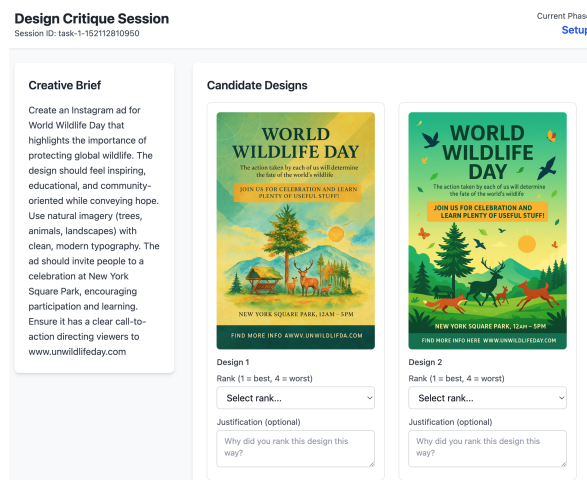 Design Critique Session
Session ID: task-1-152112810950
Current Phase
Setup
Creative Brief
Create an Instagram ad for
World Wildlife Day that
highlights the importance of
protecting global wildlife. The
design should feel inspiring,
educational, and community-
oriented while conveying hope.
Use natural imagery (trees,
animals, landscapes) with
clean, modern typography. The
ad should invite people to a
celebration at New York
Square Park, encouraging
participation and learning.
Ensure it has a clear call-to-
action directing viewers to
www.unwildlifeday.com
Candidate Designs
WORLD
WILDLIFE DAY
The action taken by each of us will determine
the fate of the world's wildlife
JOIN US FOR CELEBRATION AND LEARN
PLENTY OF USEFUL STUFF!
NEW YORK SQUARE PARK, 12AM – 5PM
FIND MORE INFO AWWV.UNWILDLIFDA.COM
Design 1
Rank (1 = best, 4 = worst)
Select rank...
Justification (optional)
Why did you rank this design this
way?
WORLD
WILDLIFE
DAY
The action taken by each of us will determine
the fate of the world's wildlife
JOIN US FOR CELEBRATION AND
LEARN PLENTY OF USEFUL STUFF!
NEW YORK SQUARE PARK, 12AM – 5PM
FIND MORE INFO HERE WWW.UNWILDLIFEDAY.COM
Design 2
Rank (1 = best, 4 = worst)
Select rank...
Justification (optional)
Why did you rank this design this
way?